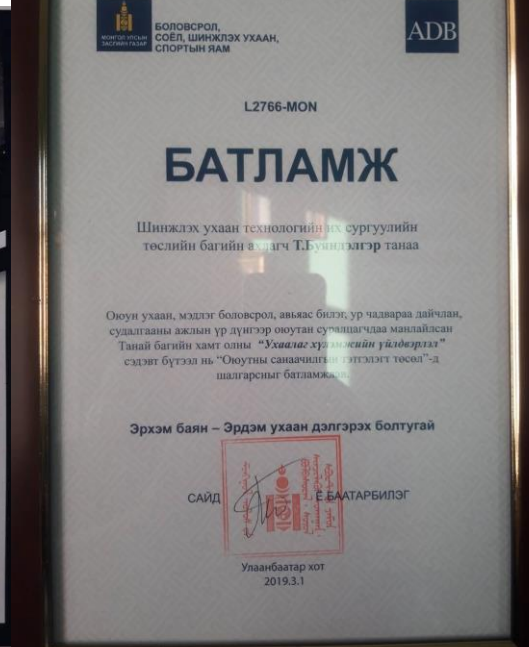 МОНГОЛ УЛСЫН
ЗАСГИЙН ГАЗАР
БОЛОВСРОЛ,
СОЁЛ, ШИНЖЛЭХ УХААН,
СПОРТЫН ЯАМ
ADB
L2766-MON
БАТЛАМЖ
Шинжлэх ухаан технологийн их сургуулийн
төслийн багийн ахлагч Т.Буяндэлгэр танаа
Оюун ухаан, мэдлэг боловсрол, авьяас билэг, ур чадвараа дайчлан,
судалгааны ажлын үр дүнгээр оюутан суралцагчдаа манлайлсан
Танай багийн хамт олны "Ухаалаг хүлэмжийн үйлдвэрлэл"
сэдэвт бүтээл нь "Оюутны санаачилгын тэтгэлэгт төсөл"-д
шалгарсныг батламжлав.
Эрхэм баян – Эрдэм ухаан дэлгэрэх болтугай
САЙД Ё.БААТАРБИЛЭГ
Улаанбаатар хот
2019.3.1